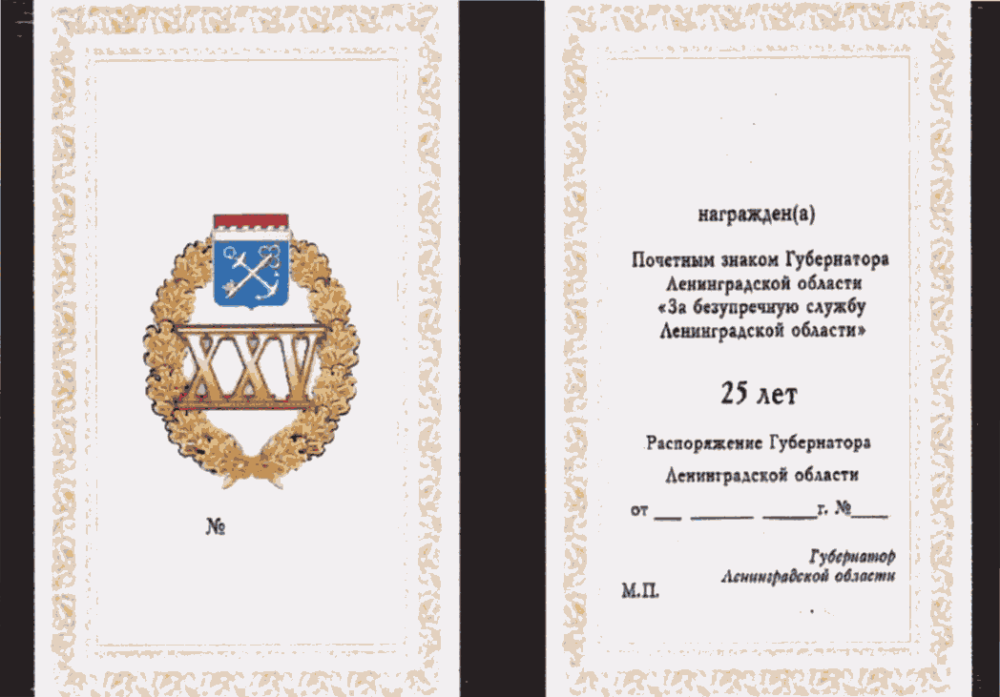 XXV
№
награжден(а)
Почетным знаком Губернатора
Ленинградской области
«За безупречную службу
Ленинградской области»
25 лет
Распоряжение Губернатора
Ленинградской области
от ___ ______ _____г. №____
Губернатор
Ленинградской области
М.П.